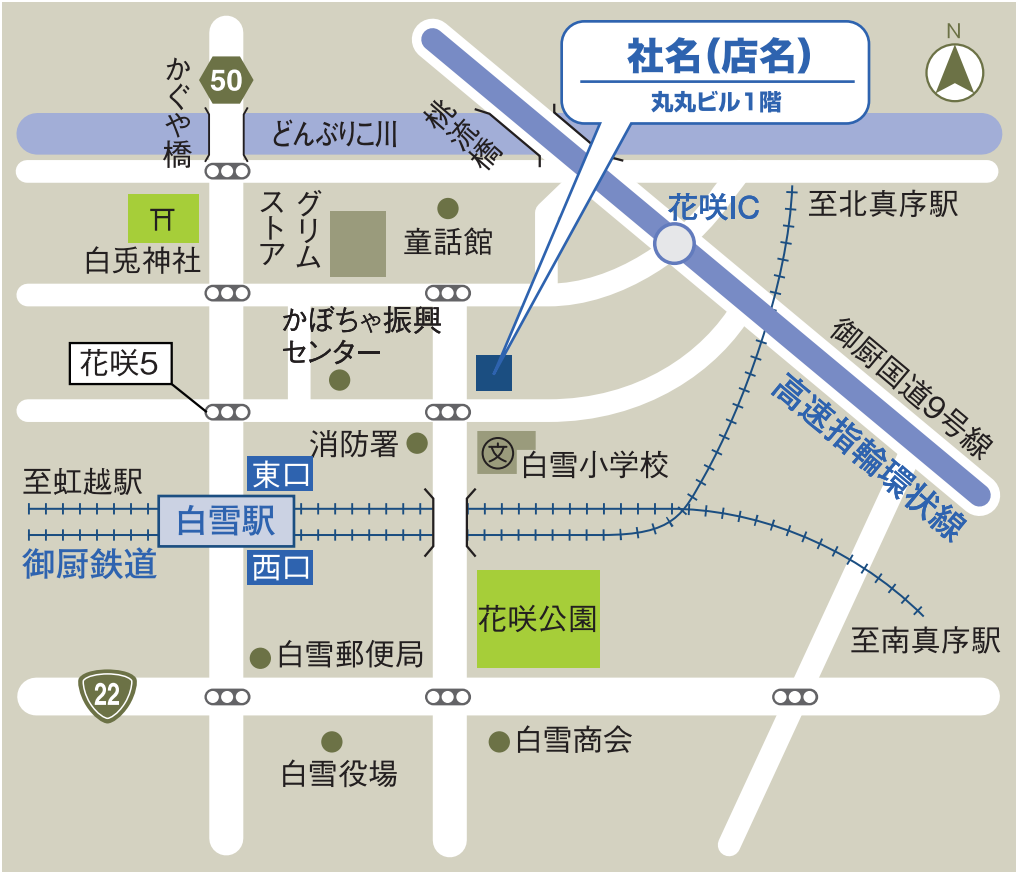 社名(店名)
丸丸ビル1階
N
50
かぐや橋
どんぶりこ川
桃流橋
花咲IC
至北真序駅
白兎神社
グリム
ストア
童話館
かぼちゃ振興
センター
花咲5
御厨国道9号線
高速指輪環状線
消防署
文
白雪小学校
至虹越駅
東口
白雪駅
御厨鉄道
西口
花咲公園
至南真序駅
白雪郵便局
22
白雪役場
白雪商会